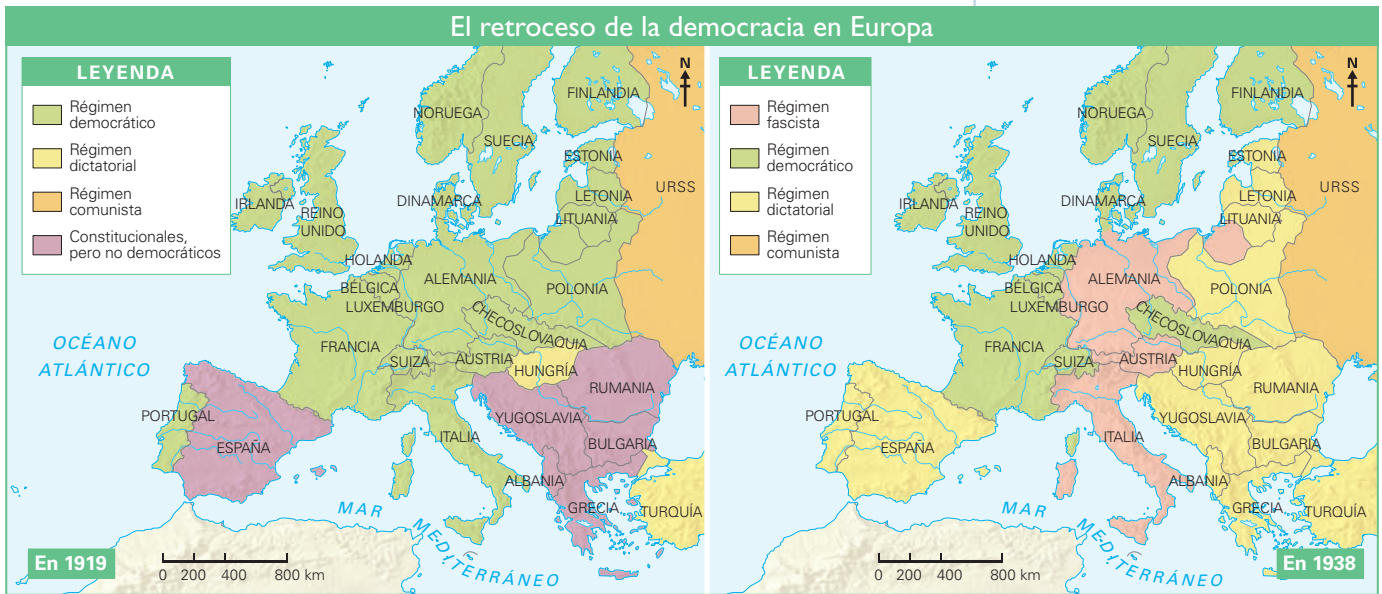 El retroceso de la democracia en Europa
LEYENDA
Régimen
democrático
Régimen
dictatorial
Régimen
comunista
Constitucionales,
pero no democráticos
N
FINLANDIA
NORUEGA
SUECIA
ESTONIA
URSS
LETONIA
IRLANDA
DINAMARCA
REINO
UNIDO
LITUANIA
HOLANDA
ALEMANIA
BÉLGICA
POLONIA
LUXEMBURGO
CHECOSLOVAQUIA
OCÉANO
ATLÁNTICO
FRANCIA
SUIZA
AUSTRIA
HUNGRÍA
RUMANIA
PORTUGAL
YUGOSLAVIA
ESPAÑA
ITALIA
BULGARIA
ALBANIA
GRECIA
TURQUÍA
MAR MEDITERRÁNEO
En 1919
0 200 400 800 km
LEYENDA
Régimen
fascista
Régimen
democrático
Régimen
dictatorial
Régimen
comunista
N
FINLANDIA
NORUEGA
SUECIA
ESTONIA
URSS
LETONIA
IRLANDA
DINAMARCA
REINO
UNIDO
LITUANIA
HOLANDA
ALEMANIA
BÉLGICA
POLONIA
LUXEMBURGO
CHECOSLOVAQUIA
OCÉANO
ATLÁNTICO
FRANCIA
SUIZA
AUSTRIA
HUNGRÍA
RUMANIA
PORTUGAL
YUGOSLAVIA
ESPAÑA
ITALIA
BULGARIA
ALBANIA
GRECIA
TURQUÍA
MAR MEDITERRÁNEO
0 200 400 800 km
En 1938